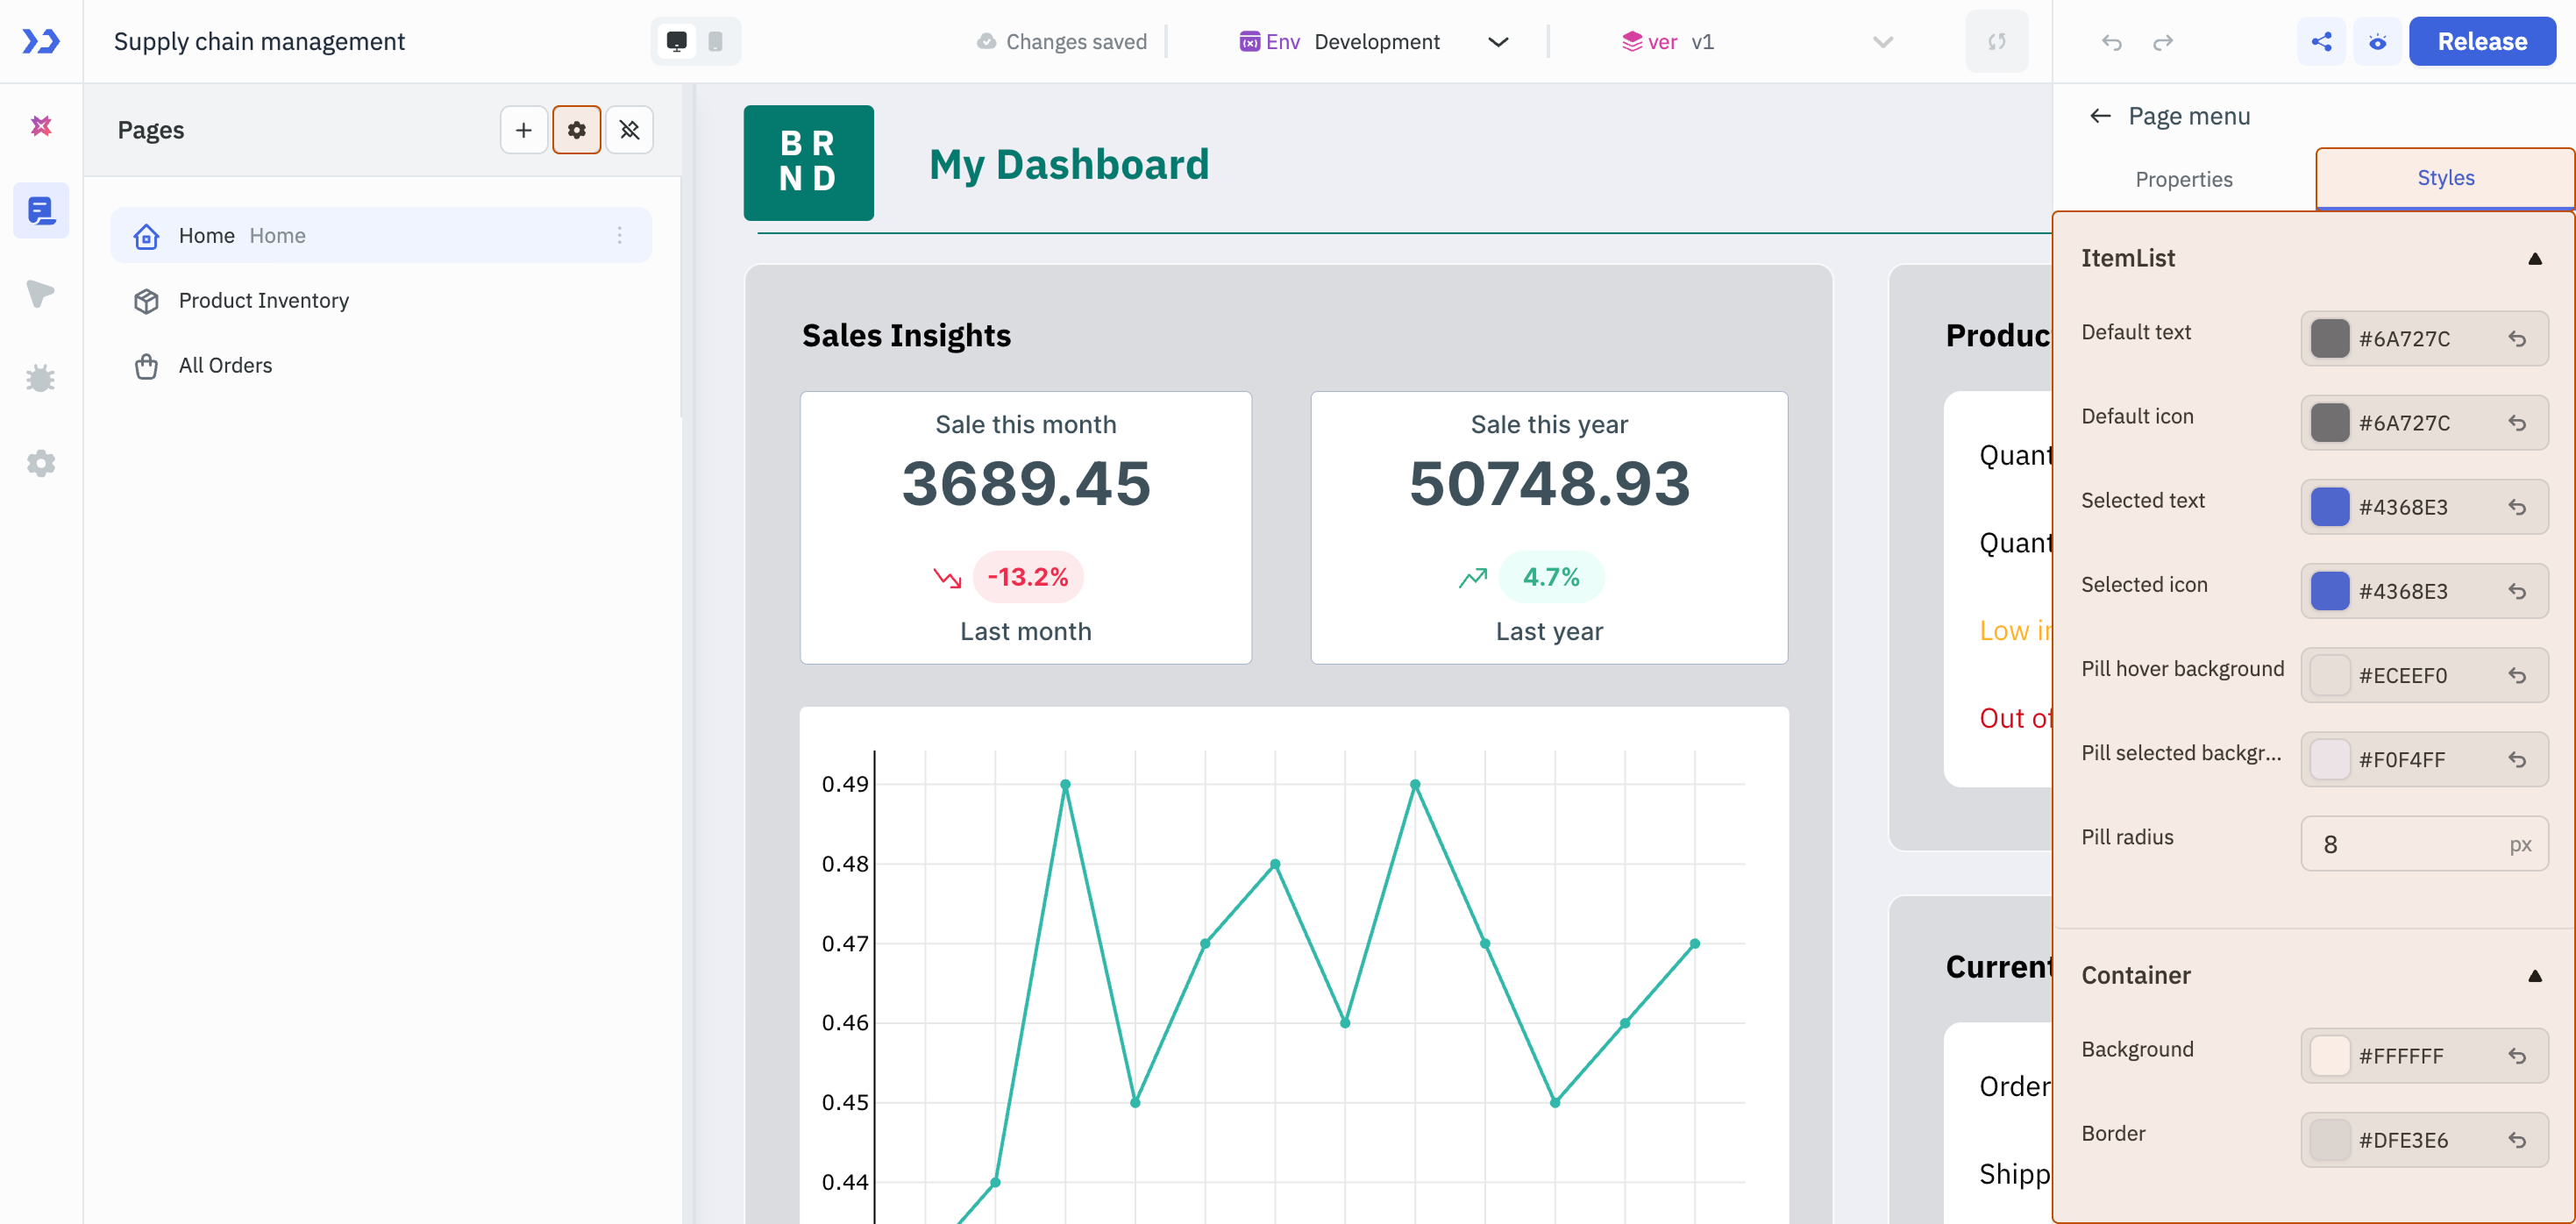 Supply chain management
Changes saved
Env Development
ver v1
Release
Pages
Home Home
Product Inventory
All Orders
BR
ND
My Dashboard
Sales Insights
Sale this month
3689.45
-13.2%
Last month
Sale this year
50748.93
4.7%
Last year
0.49
0.48
0.47
0.46
0.45
0.44
Produc
Quant
Quant
Low in
Out of
Current
Order
Shipp
Page menu
Properties
Styles
ItemList
Default text #6A727C
Default icon #6A727C
Selected text #4368E3
Selected icon #4368E3
Pill hover background #ECEEF0
Pill selected backgr... #F0F4FF
Pill radius 8 px
Container
Background #FFFFFF
Border #DFE3E6